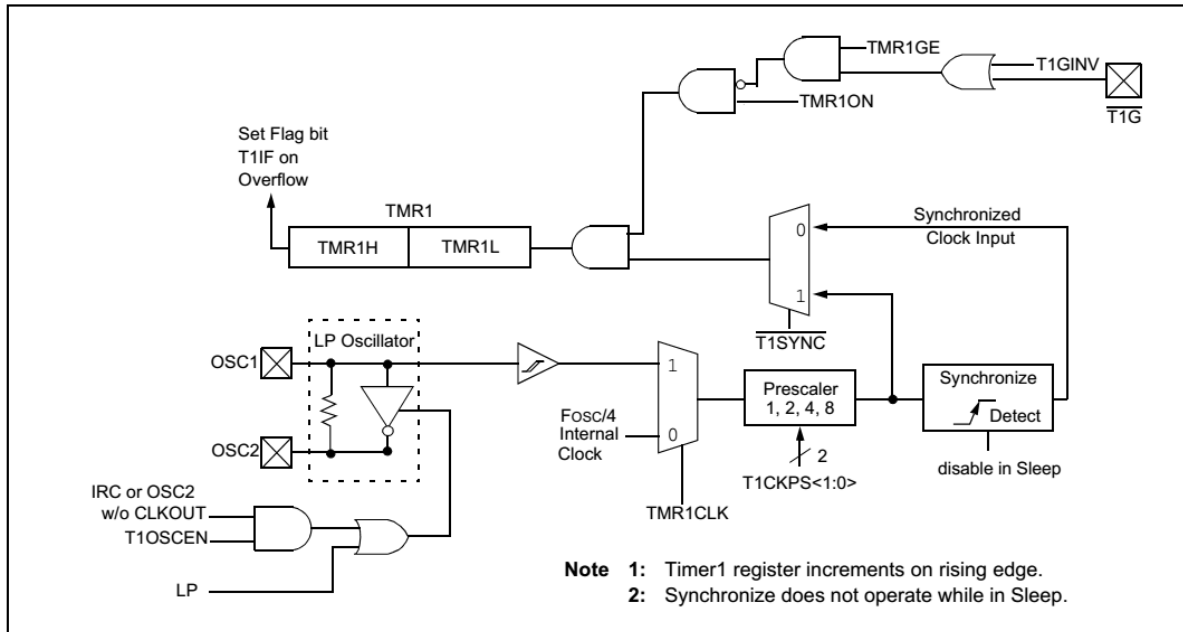 TMR1GE
T1GINV
TMR1ON
T1G
Set Flag bit
T1IF on
Overflow
TMR1
TMR1H
TMR1L
0
Synchronized
Clock Input
1
T1SYNC
OSC1
LP Oscillator
1
Prescaler
1, 2, 4, 8
Synchronize
Detect
FOSC/4
Internal
Clock
0
OSC2
2
disable in Sleep
T1CKPS<1:0>
IRC or OSC2
w/o CLKOUT
TMR1CLK
T1OSCEN
LP
Note 1: Timer1 register increments on rising edge.
2: Synchronize does not operate while in Sleep.